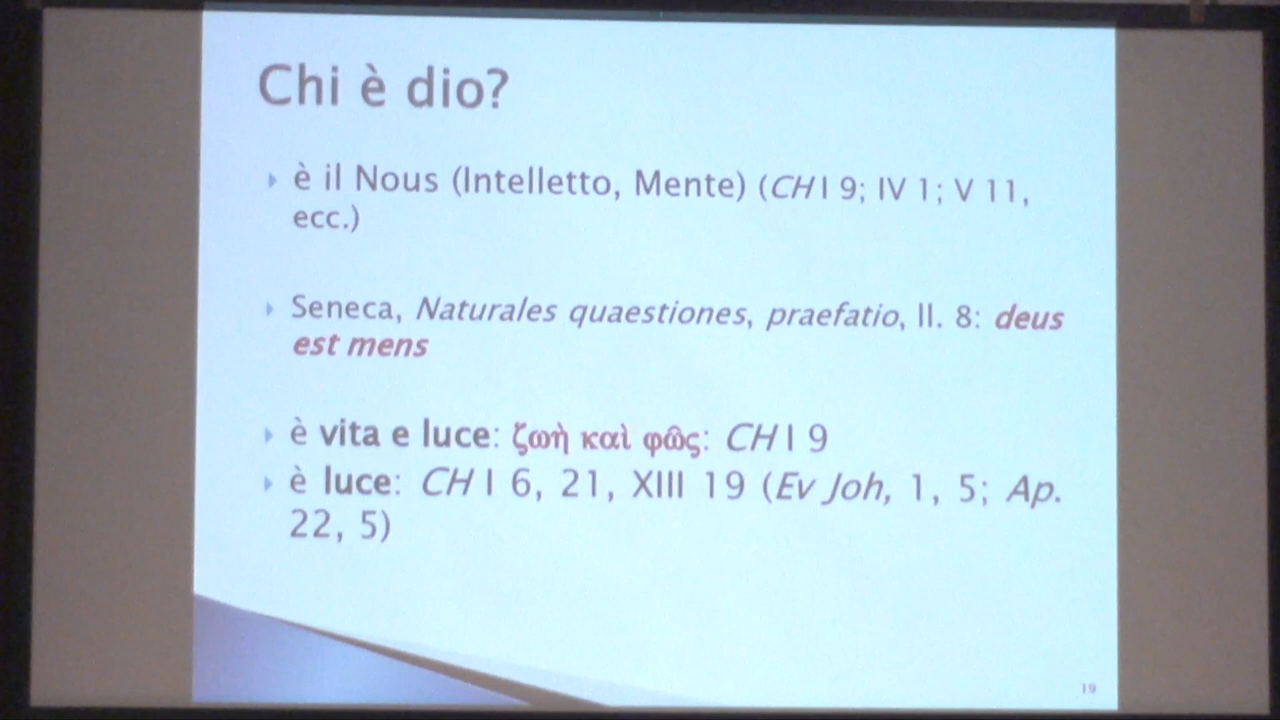 Chi è dio?
è il Nous (Intelletto, Mente) (CH I 9; IV 1; V 11,
ecc.)
Seneca, Naturales quaestiones, praefatio, ll. 8: deus
est mens
è vita e luce: ζωὴ καὶ φῶς: CH I 9
è luce: CH I 6, 21, XIII 19 (Ev Joh, 1, 5; Ap.
22, 5)
19